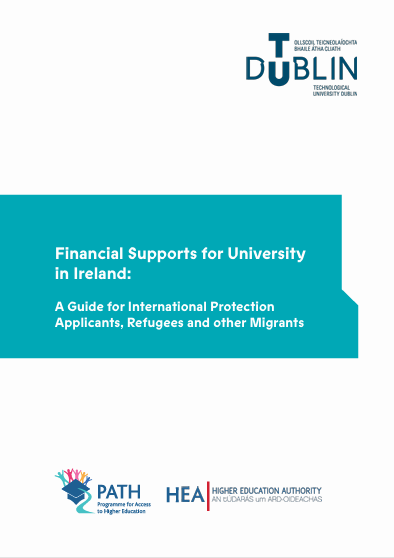 OLLSCOIL TEICNEOLAÍOCHTA
BHAILE ÁTHA CLIATH
TU DUBLIN
TECHNOLOGICAL
UNIVERSITY DUBLIN
Financial Supports for University
in Ireland:
A Guide for International Protection
Applicants, Refugees and other Migrants
PATH
Programme for Access
to Higher Education
HEA
HIGHER EDUCATION AUTHORITY
AN tÚDARÁS um ARD-OIDEACHAS